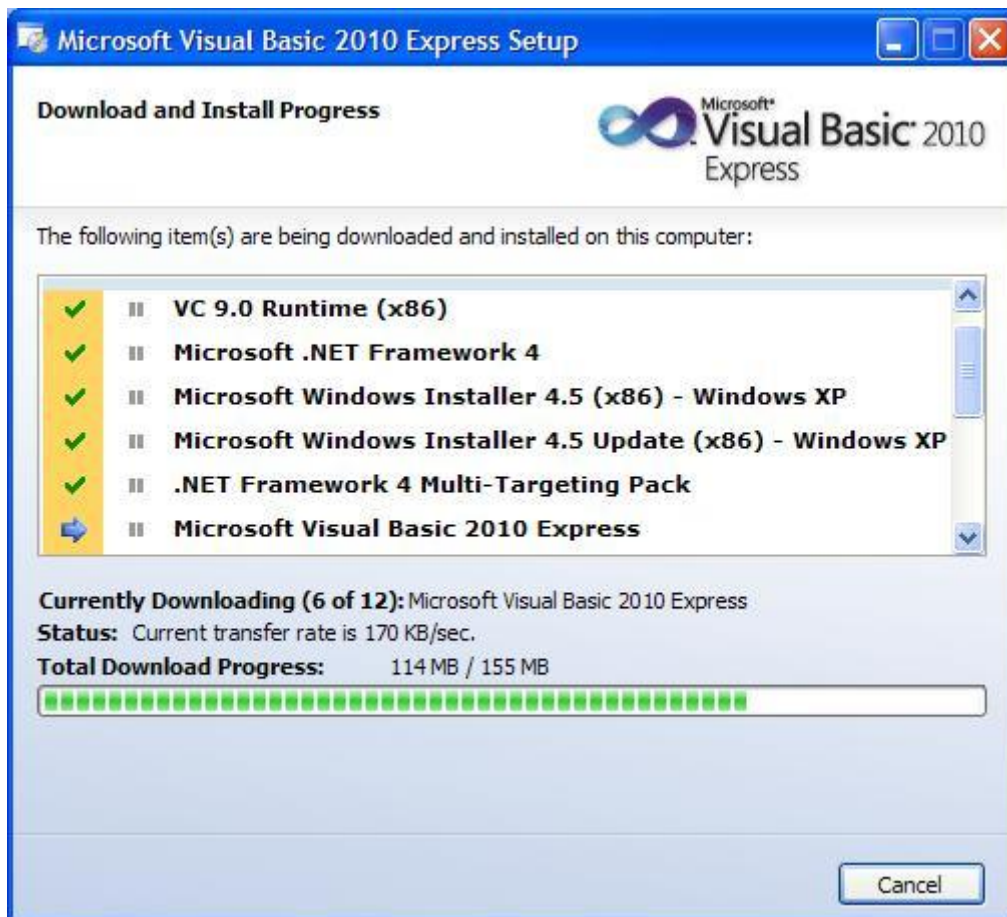 Microsoft Visual Basic 2010 Express Setup
Download and Install Progress
Microsoft®
Visual Basic® 2010
Express
The following item(s) are being downloaded and installed on this computer:
VC 9.0 Runtime (x86)
Microsoft .NET Framework 4
Microsoft Windows Installer 4.5 (x86) - Windows XP
Microsoft Windows Installer 4.5 Update (x86) - Windows XP
.NET Framework 4 Multi-Targeting Pack
Microsoft Visual Basic 2010 Express
Currently Downloading (6 of 12): Microsoft Visual Basic 2010 Express
Status: Current transfer rate is 170 KB/sec.
Total Download Progress: 114 MB / 155 MB
Cancel